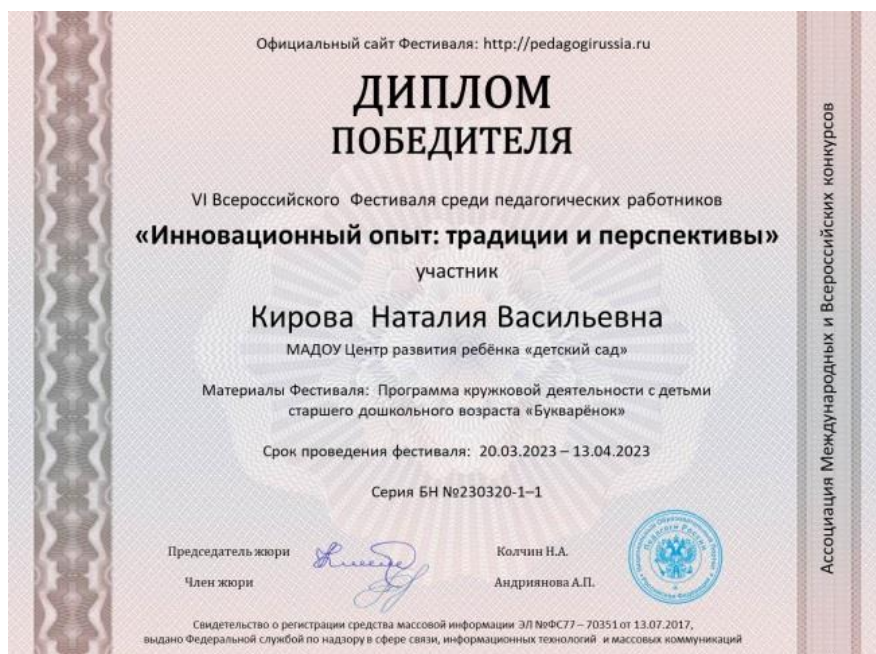 Официальный сайт Фестиваля: http://pedagogirussia.ru
ДИПЛОМ
ПОБЕДИТЕЛЯ
VI Всероссийского Фестиваля среди педагогических работников
«Инновационный опыт: традиции и перспективы»
участник
Кирова Наталия Васильевна
МАДОУ Центр развития ребёнка «детский сад»
Материалы Фестиваля: Программа кружковой деятельности с детьми
старшего дошкольного возраста «Букварёнок»
Срок проведения фестиваля: 20.03.2023 – 13.04.2023
Серия БН №230320-1–1
Председатель жюри Колчин Н.А.
Член жюри Андриянова А.П.
Свидетельство о регистрации средства массовой информации ЭЛ №ФС77 – 70351 от 13.07.2017,
выдано Федеральной службой по надзору в сфере связи, информационных технологий и массовых коммуникаций
Ассоциация Международных и Всероссийских конкурсов
Педагоги России